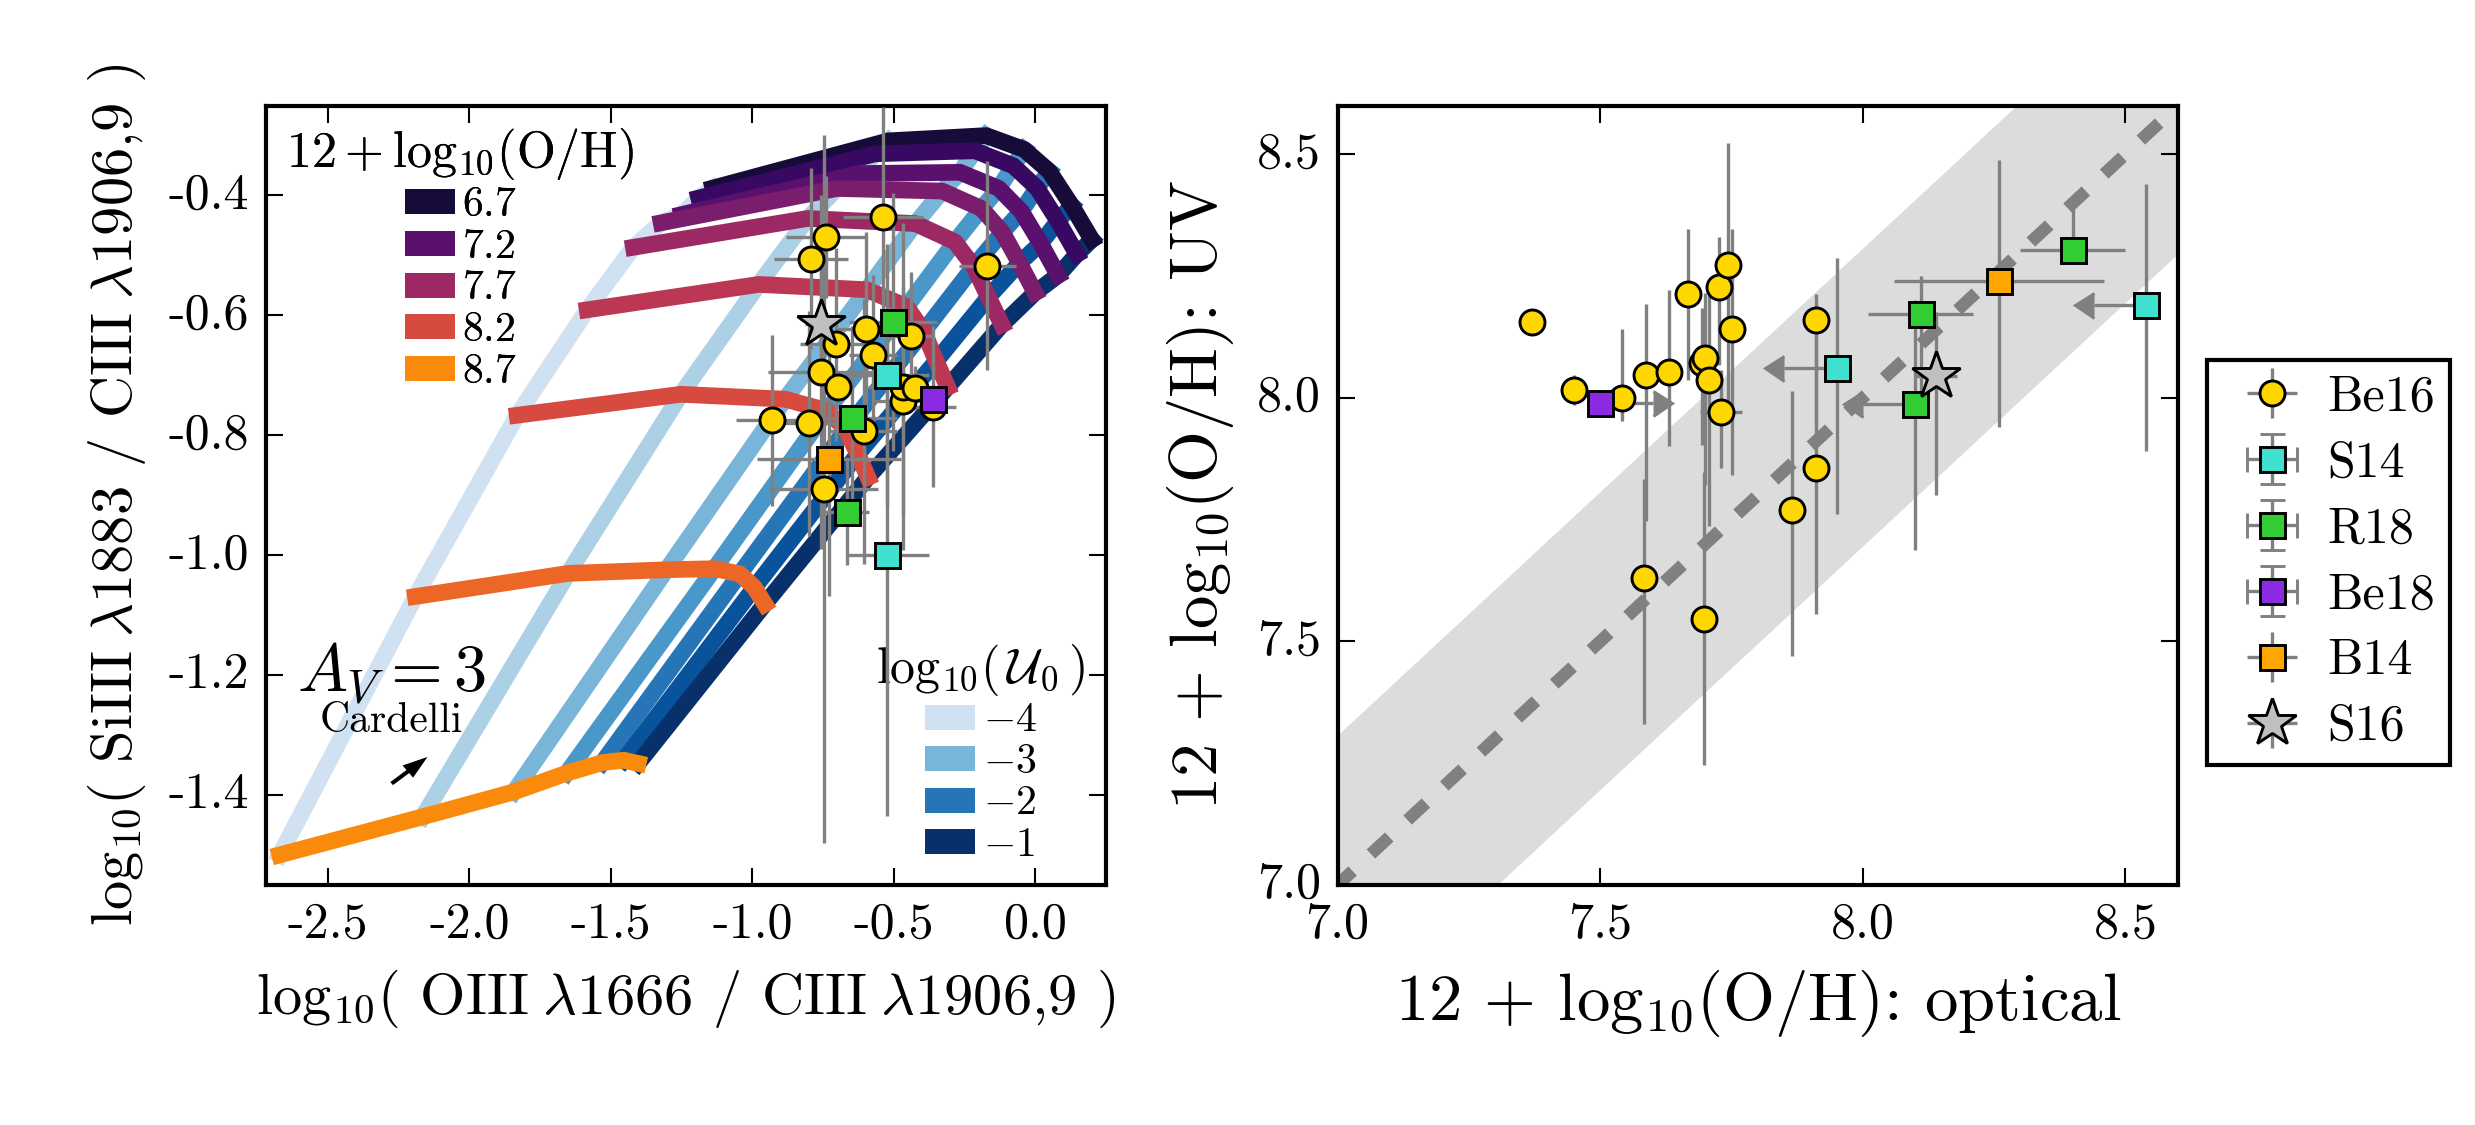 log₁₀( SiIII λ1883 / CIII λ1906,9 )
12 + log₁₀(O/H)
6.7
7.2
7.7
8.2
8.7
A_V = 3
Cardelli
log₁₀(𝒰₀)
−4
−3
−2
−1
-0.4
-0.6
-0.8
-1.0
-1.2
-1.4
-2.5 -2.0 -1.5 -1.0 -0.5 0.0
log₁₀( OIII λ1666 / CIII λ1906,9 )
12 + log₁₀(O/H): UV
8.5
8.0
7.5
7.0
7.0 7.5 8.0 8.5
12 + log₁₀(O/H): optical
Be16
S14
R18
Be18
B14
S16